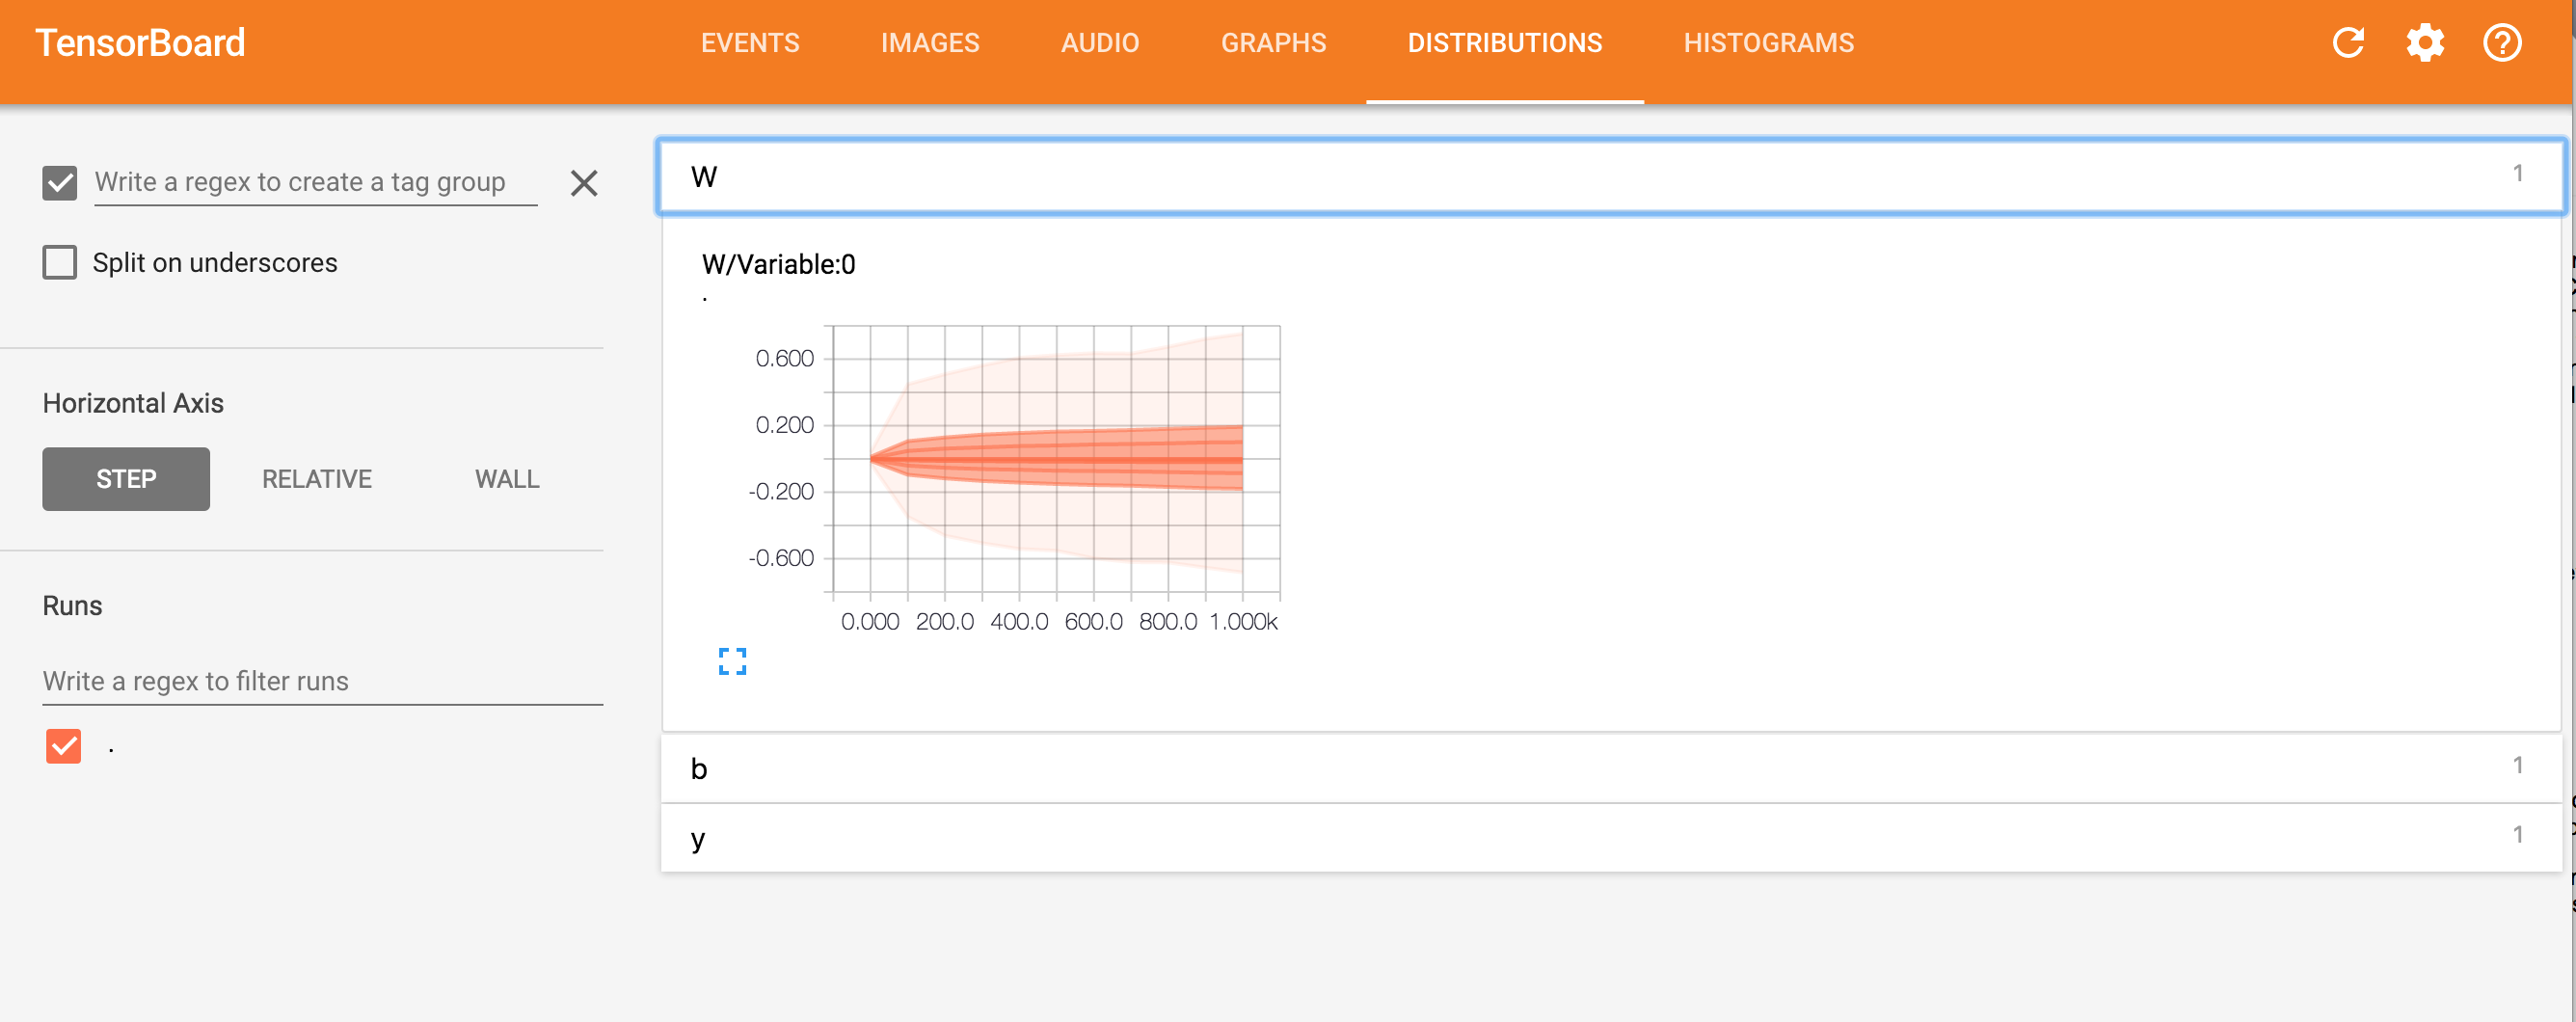 TensorBoard
EVENTS IMAGES AUDIO GRAPHS DISTRIBUTIONS HISTOGRAMS
Write a regex to create a tag group
Split on underscores
Horizontal Axis
STEP RELATIVE WALL
Runs
Write a regex to filter runs
.
W 1
W/Variable:0
.
0.600
0.200
-0.200
-0.600
0.000 200.0 400.0 600.0 800.0 1.000k
b 1
y 1